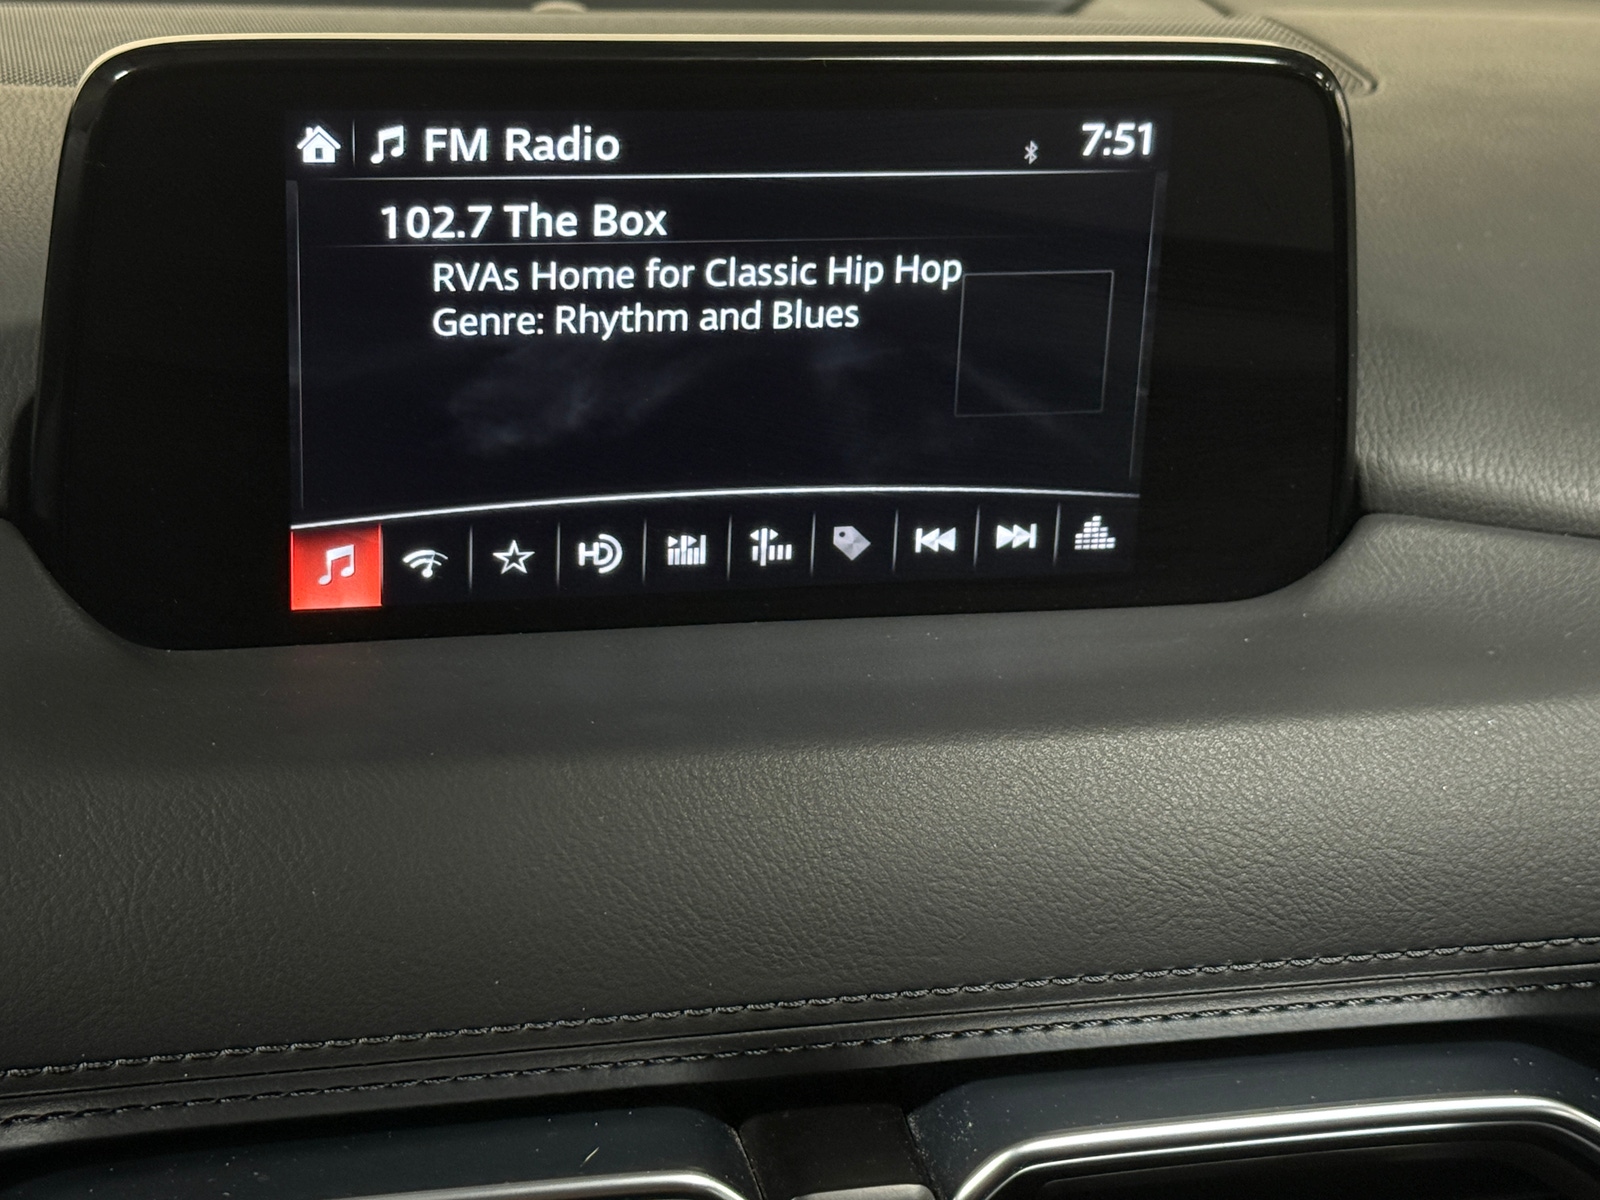 FM Radio
7:51
102.7 The Box
RVAs Home for Classic Hip Hop
Genre: Rhythm and Blues
HD